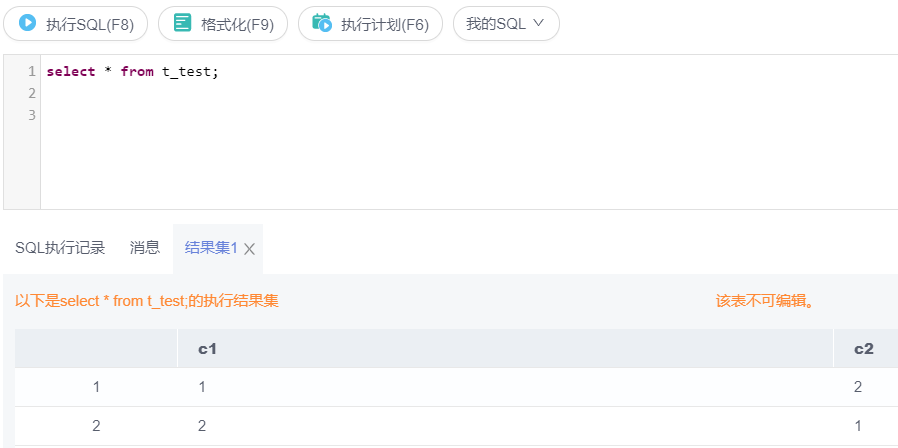 执行SQL(F8) 格式化(F9) 执行计划(F6) 我的SQL
1 select * from t_test;
2
3
SQL执行记录 消息 结果集1
以下是select * from t_test;的执行结果集 该表不可编辑。
c1 c2
1 1 2
2 2 1